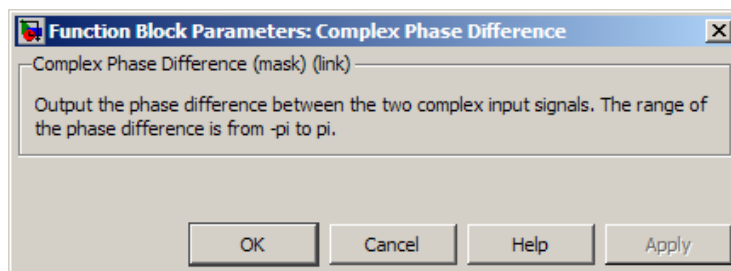 Function Block Parameters: Complex Phase Difference
Complex Phase Difference (mask) (link)
Output the phase difference between the two complex input signals. The range of
the phase difference is from -pi to pi.
OK Cancel Help Apply